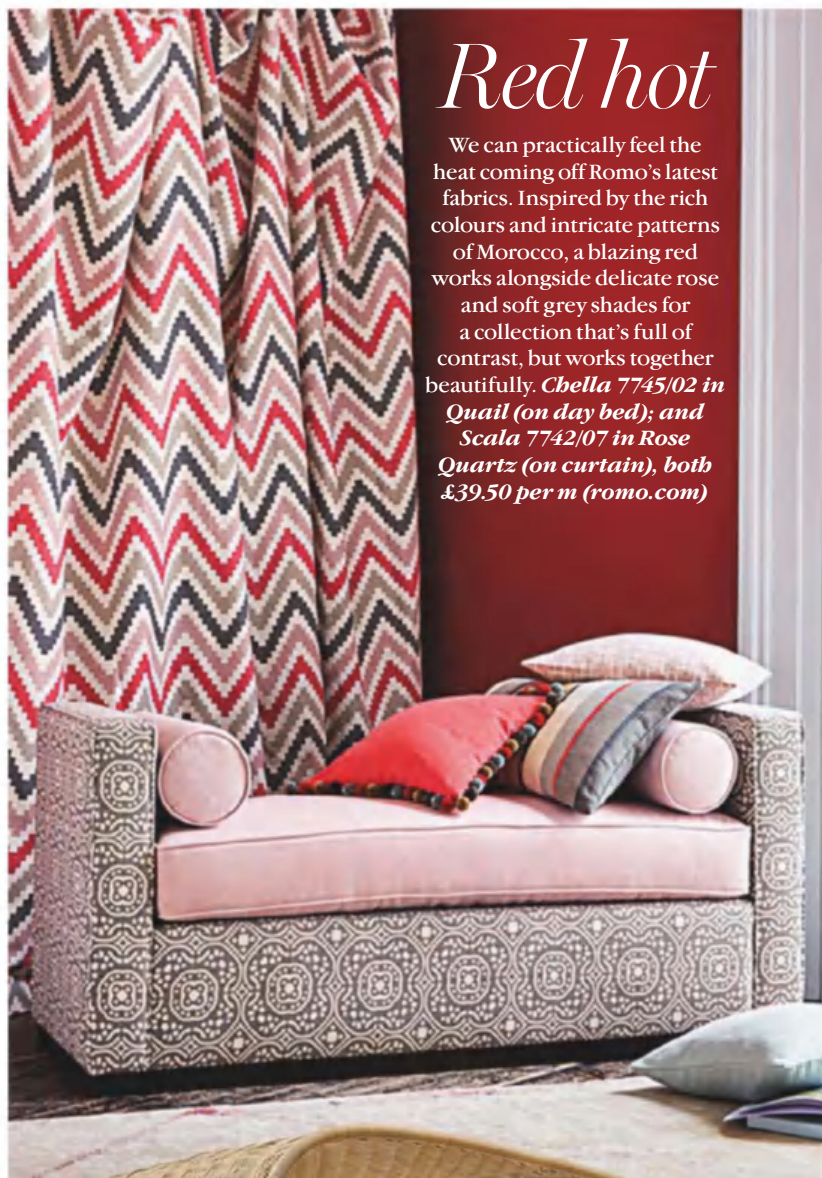 Red hot
We can practically feel the
heat coming off Romo's latest
fabrics. Inspired by the rich
colours and intricate patterns
of Morocco, a blazing red
works alongside delicate rose
and soft grey shades for
a collection that's full of
contrast, but works together
beautifully. Chella 7745/02 in
Quail (on day bed); and
Scala 7742/07 in Rose
Quartz (on curtain), both
£39.50 per m (romo.com)